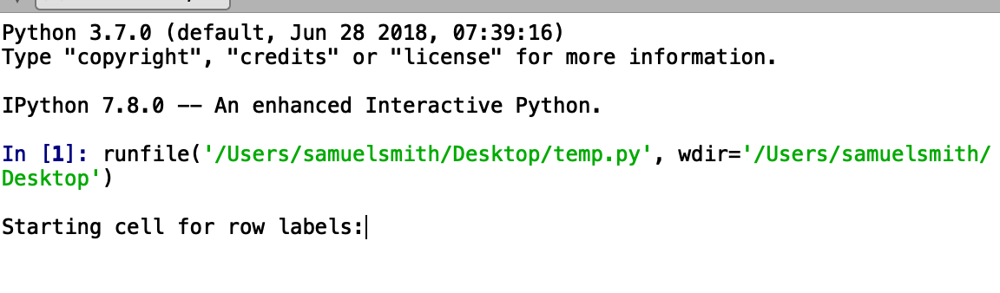 Python 3.7.0 (default, Jun 28 2018, 07:39:16)
Type "copyright", "credits" or "license" for more information.
IPython 7.8.0 -- An enhanced Interactive Python.
In [1]: runfile('/Users/samuelsmith/Desktop/temp.py', wdir='/Users/samuelsmith/
Desktop')
Starting cell for row labels: